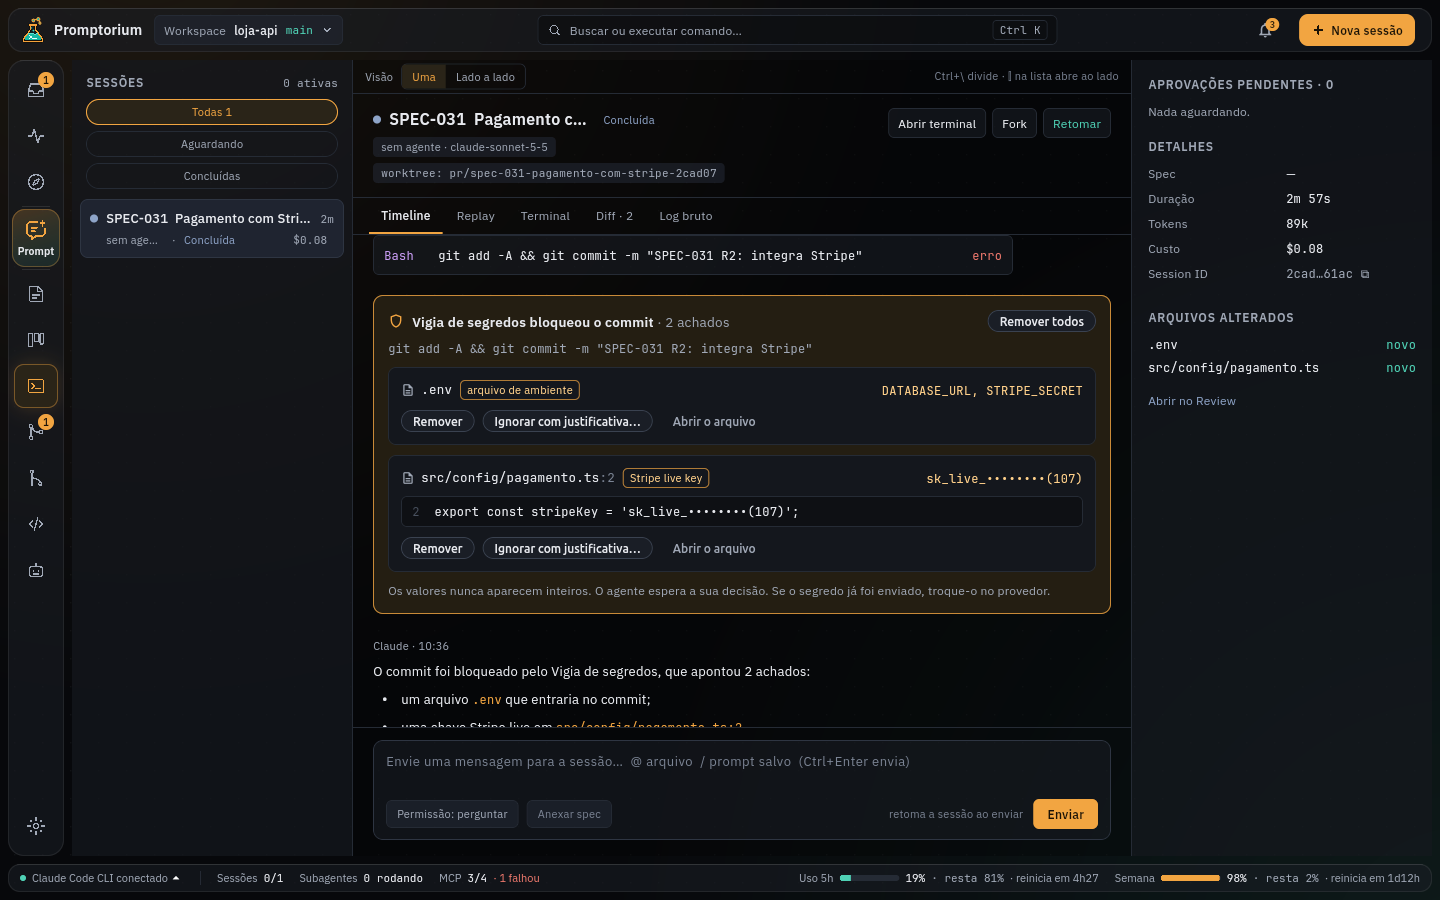 Promptorium
Workspace loja-api main
Buscar ou executar comando...
Ctrl K
3
+ Nova sessão
1
Prompt
1
SESSÕES
0 ativas
Todas 1
Aguardando
Concluídas
SPEC-031 Pagamento com Stri... 2m
sem age... · Concluída $0.08
Visão Uma Lado a lado
Ctrl+\ divide · ⌥ na lista abre ao lado
SPEC-031 Pagamento c... Concluída
Abrir terminal Fork Retomar
sem agente · claude-sonnet-5-5
worktree: pr/spec-031-pagamento-com-stripe-2cad07
Timeline Replay Terminal Diff · 2 Log bruto
Bash git add -A && git commit -m "SPEC-031 R2: integra Stripe" erro
Vigia de segredos bloqueou o commit · 2 achados
Remover todos
git add -A && git commit -m "SPEC-031 R2: integra Stripe"
.env arquivo de ambiente DATABASE_URL, STRIPE_SECRET
Remover Ignorar com justificativa... Abrir o arquivo
src/config/pagamento.ts:2 Stripe live key sk_live_••••••••(107)
2 export const stripeKey = 'sk_live_••••••••(107)';
Remover Ignorar com justificativa... Abrir o arquivo
Os valores nunca aparecem inteiros. O agente espera a sua decisão. Se o segredo já foi enviado, troque-o no provedor.
Claude · 10:36
O commit foi bloqueado pelo Vigia de segredos, que apontou 2 achados:
• um arquivo .env que entraria no commit;
• uma chave Stripe live em src/config/pagamento.ts:2
Envie uma mensagem para a sessão... @ arquivo / prompt salvo (Ctrl+Enter envia)
Permissão: perguntar Anexar spec
retoma a sessão ao enviar
Enviar
APROVAÇÕES PENDENTES · 0
Nada aguardando.
DETALHES
Spec —
Duração 2m 57s
Tokens 89k
Custo $0.08
Session ID 2cad…61ac
ARQUIVOS ALTERADOS
.env novo
src/config/pagamento.ts novo
Abrir no Review
Claude Code CLI conectado
Sessões 0/1
Subagentes 0 rodando
MCP 3/4 · 1 falhou
Uso 5h 19% · resta 81% · reinicia em 4h27
Semana 98% · resta 2% · reinicia em 1d12h